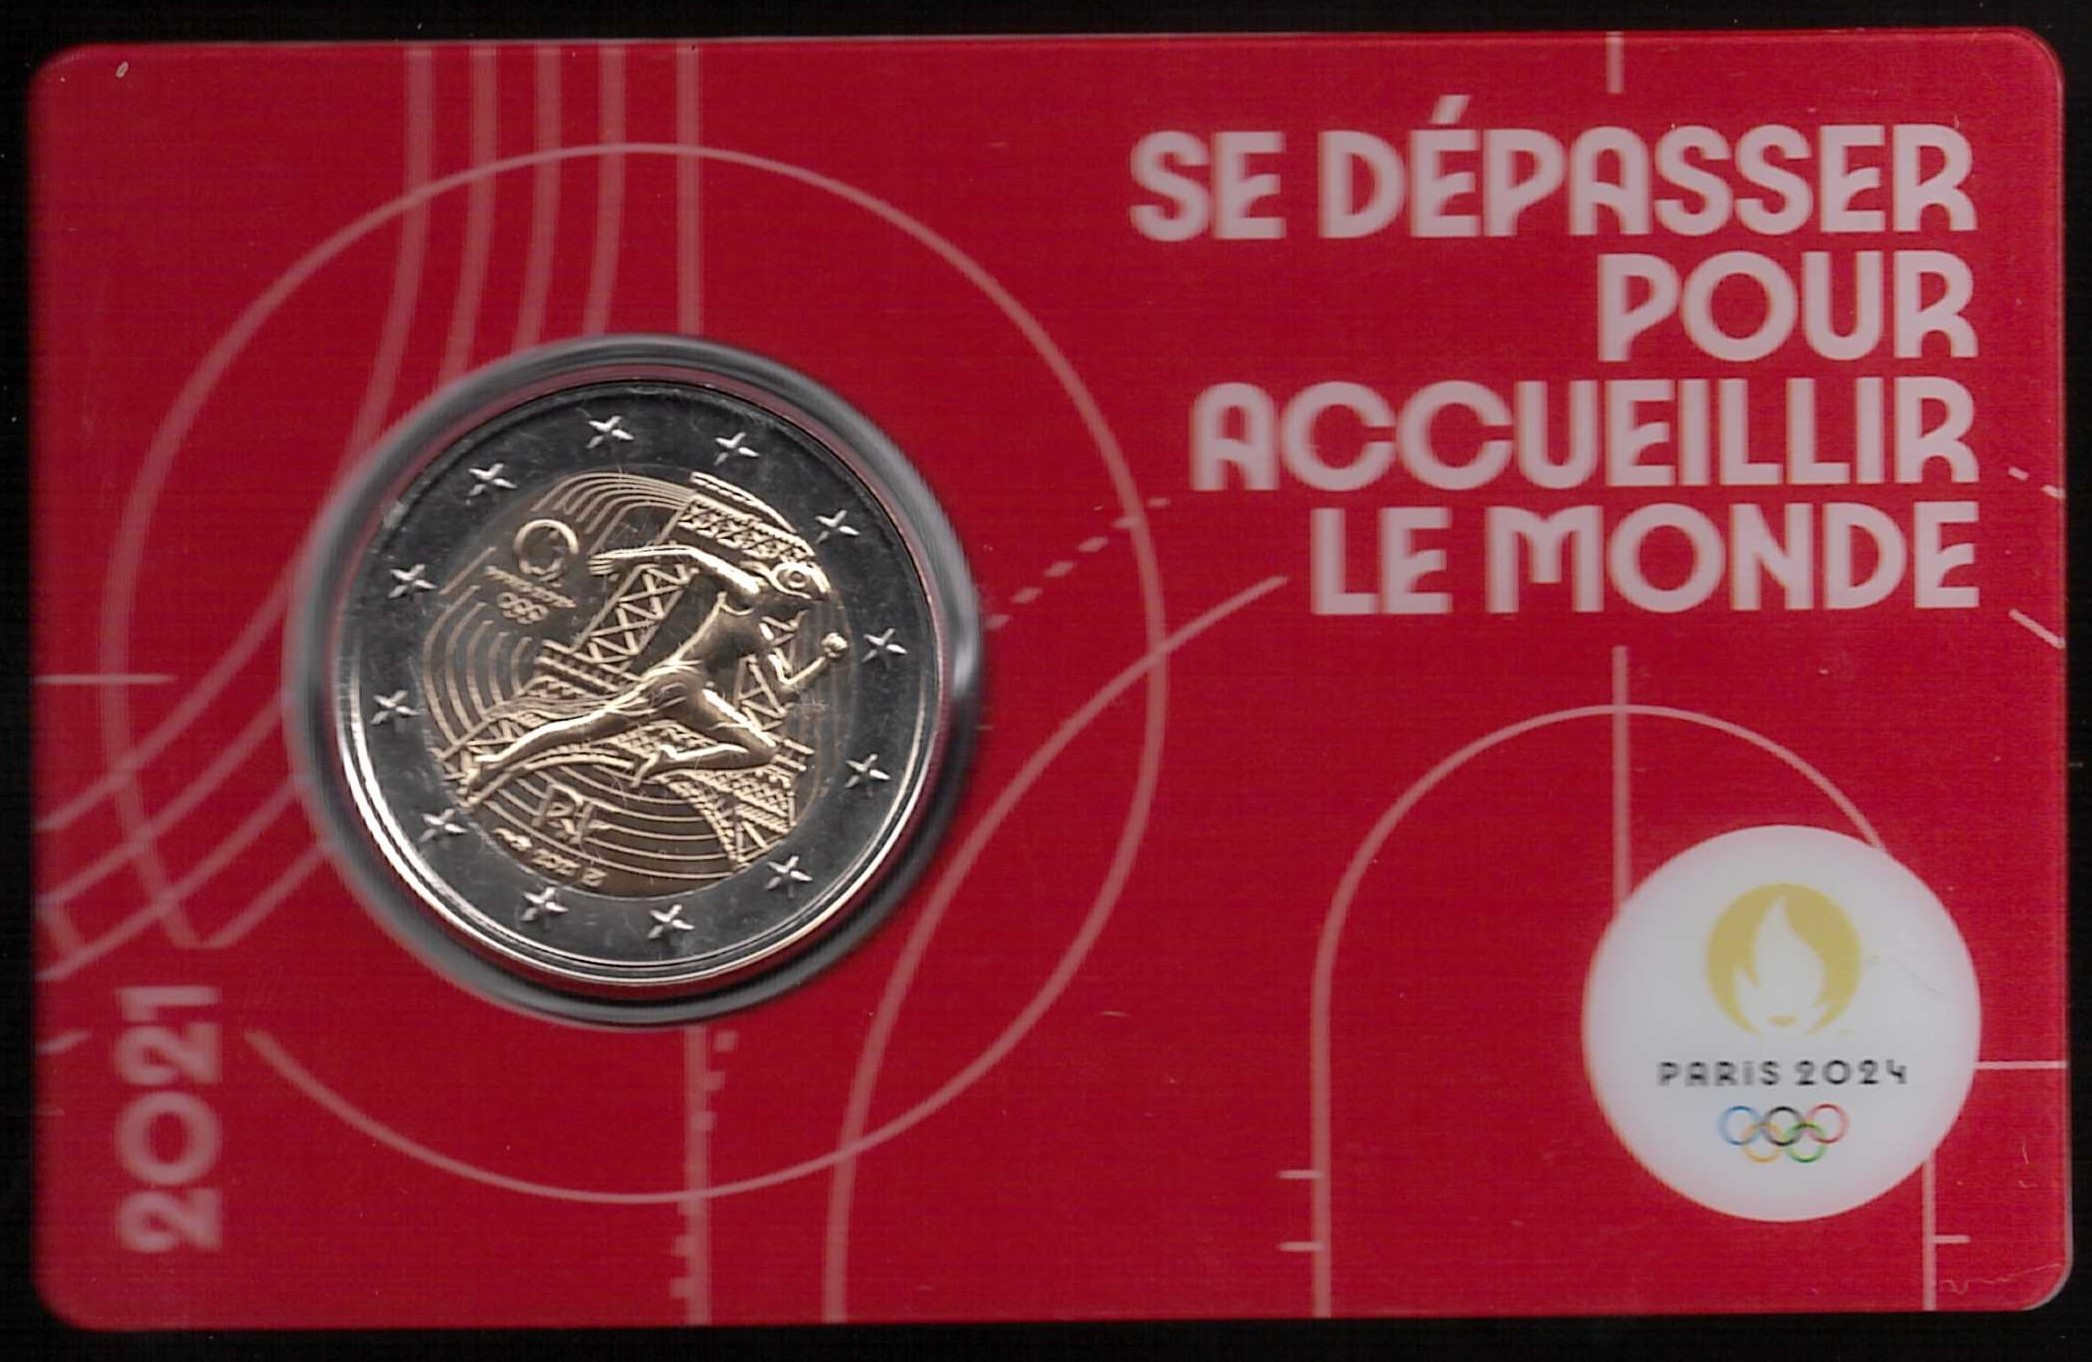 SE DÉPASSER
POUR
ACCUEILLIR
LE MONDE
2021
RF
PARIS 2024